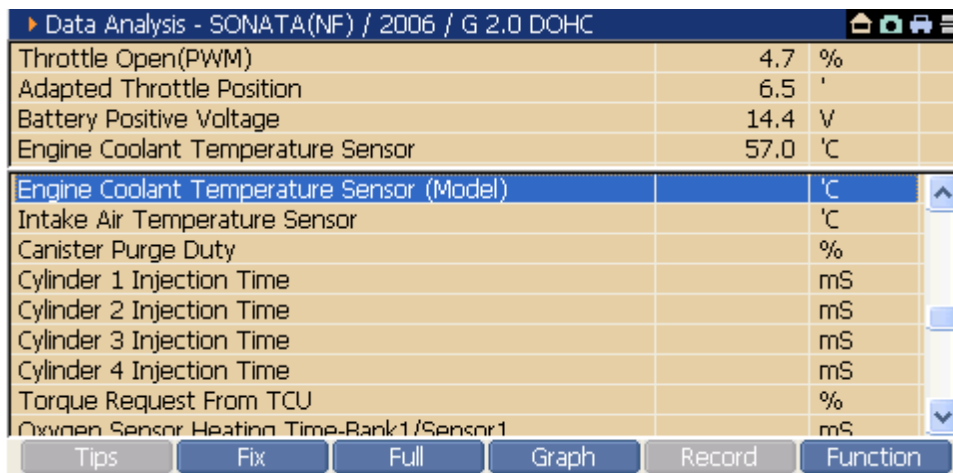 Data Analysis - SONATA(NF) / 2006 / G 2.0 DOHC
Throttle Open(PWM) 4.7 %
Adapted Throttle Position 6.5 '
Battery Positive Voltage 14.4 V
Engine Coolant Temperature Sensor 57.0 'C
Engine Coolant Temperature Sensor (Model) 'C
Intake Air Temperature Sensor 'C
Canister Purge Duty %
Cylinder 1 Injection Time mS
Cylinder 2 Injection Time mS
Cylinder 3 Injection Time mS
Cylinder 4 Injection Time mS
Torque Request From TCU %
Oxygen Sensor Heating Time-Bank1/Sensor1 mS
Tips Fix Full Graph Record Function